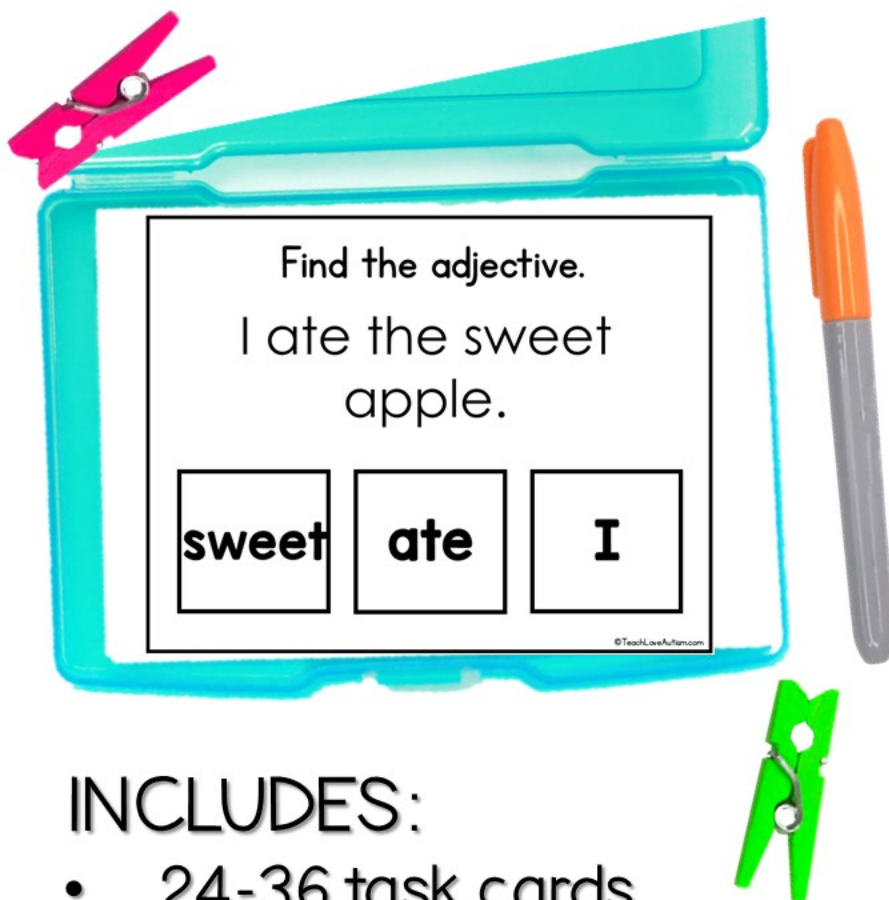 Find the adjective.
I ate the sweet
apple.
sweet ate I
©TeachLoveAutism.com
INCLUDES:
• 24-36 task cards